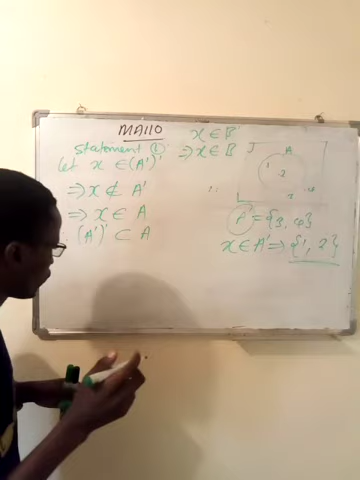 MA110
x ∈ B'
Statement ①
⇒ x ∈ B
let x ∈ (A')'
⇒ x ∉ A'
⇒ x ∈ A
(A')' ⊂ A
A
1
2
A' = {3, 4}
x ∈ A' ⇒ {1, 2}